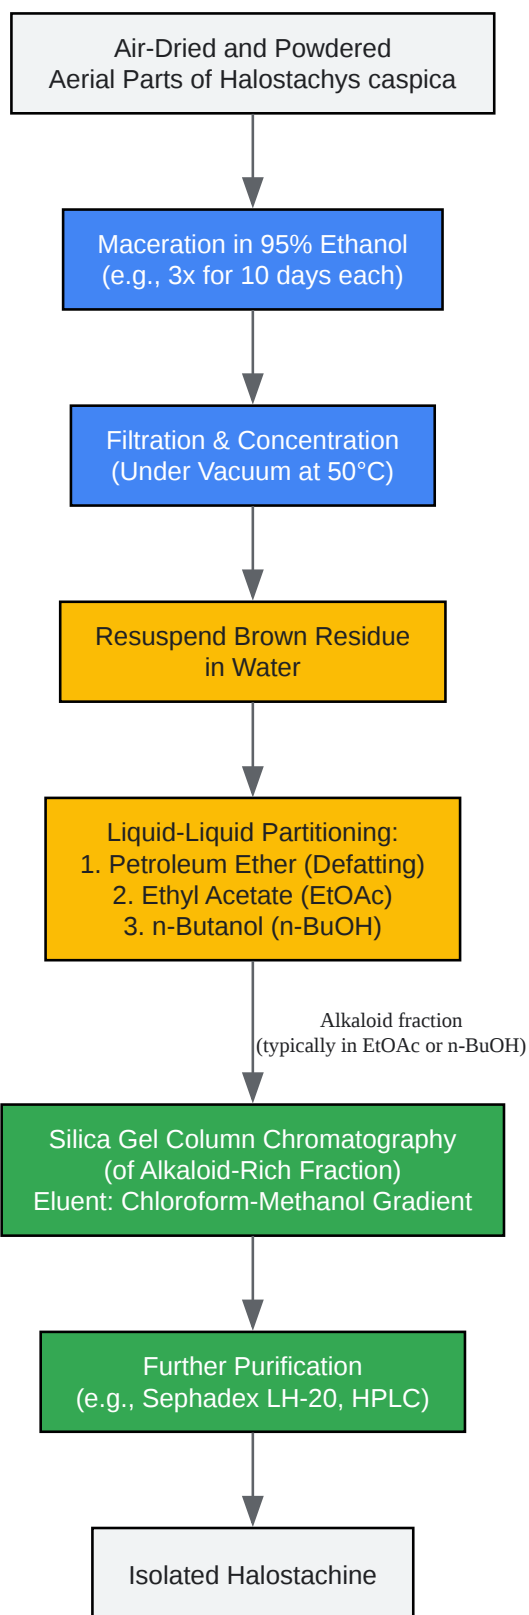 Air-Dried and Powdered
Aerial Parts of Halostachys caspica
Maceration in 95% Ethanol
(e.g., 3x for 10 days each)
Filtration & Concentration
(Under Vacuum at 50°C)
Resuspend Brown Residue
in Water
Liquid-Liquid Partitioning:
1. Petroleum Ether (Defatting)
2. Ethyl Acetate (EtOAc)
3. n-Butanol (n-BuOH)
Alkaloid fraction
(typically in EtOAc or n-BuOH)
Silica Gel Column Chromatography
(of Alkaloid-Rich Fraction)
Eluent: Chloroform-Methanol Gradient
Further Purification
(e.g., Sephadex LH-20, HPLC)
Isolated Halostachine